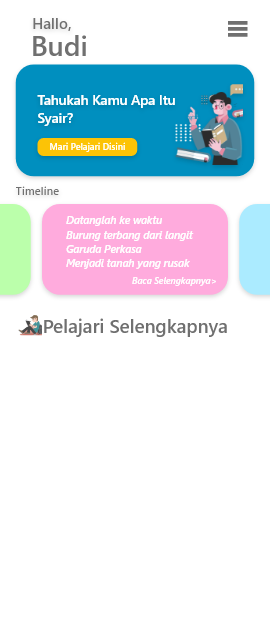 Hallo,
Budi
Tahukah Kamu Apa Itu
Syair?
Mari Pelajari Disini
Timeline
Datanglah ke waktu
Burung terbang dari langit
Garuda Perkasa
Menjadi tanah yang rusak
Baca Selengkapnya>
Pelajari Selengkapnya